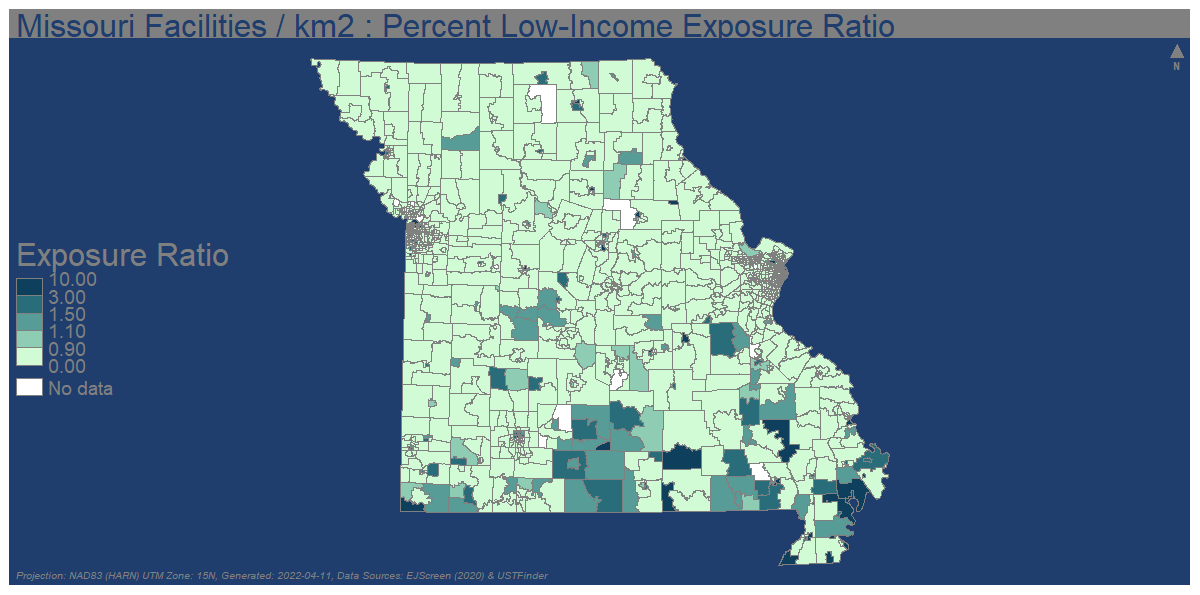 Missouri Facilities / km2 : Percent Low-Income Exposure Ratio
N
Exposure Ratio
10.00
3.00
1.50
1.10
0.90
0.00
No data
Projection: NAD83 (HARN) UTM Zone: 15N, Generated: 2022-04-11, Data Sources: EJScreen (2020) & USTFinder